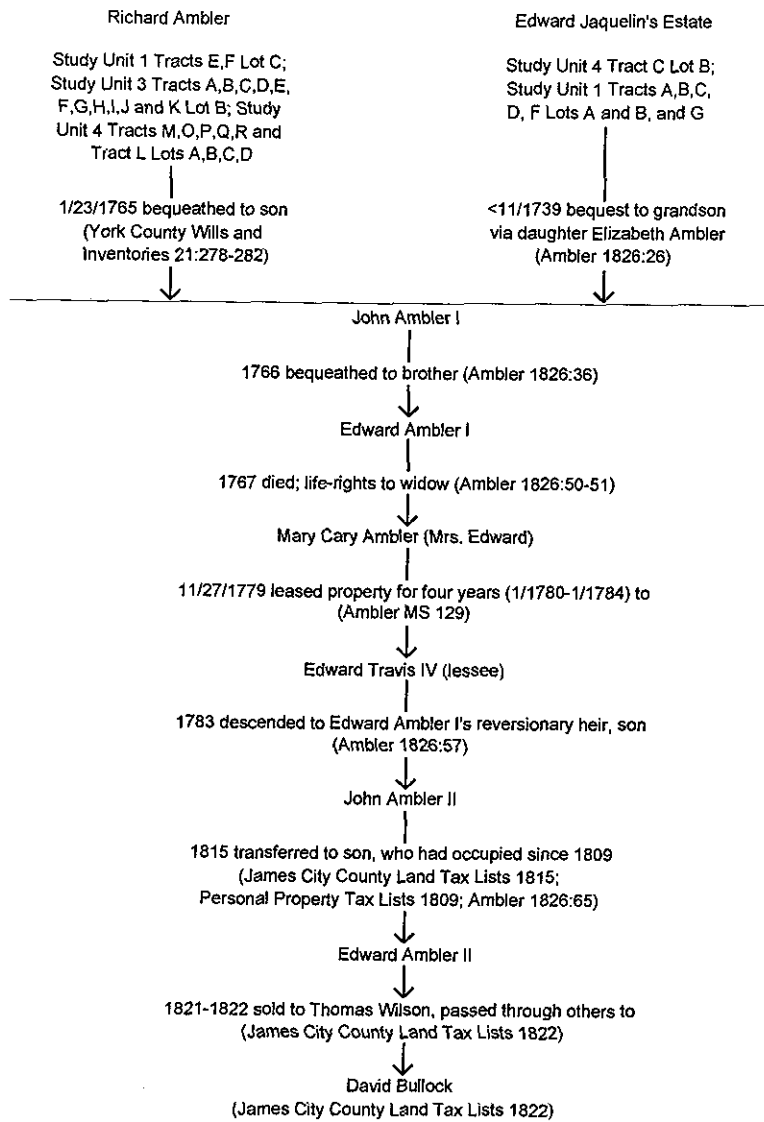 Richard Ambler
Study Unit 1 Tracts E,F Lot C;
Study Unit 3 Tracts A,B,C,D,E,
F,G,H,I,J and K Lot B; Study
Unit 4 Tracts M,O,P,Q,R and
Tract L Lots A,B,C,D
1/23/1765 bequeathed to son
(York County Wills and
Inventories 21:278-282)
Edward Jaquelin's Estate
Study Unit 4 Tract C Lot B;
Study Unit 1 Tracts A,B,C,
D, F Lots A and B, and G
<11/1739 bequest to grandson
via daughter Elizabeth Ambler
(Ambler 1826:26)
John Ambler I
1766 bequeathed to brother (Ambler 1826:36)
Edward Ambler I
1767 died; life-rights to widow (Ambler 1826:50-51)
Mary Cary Ambler (Mrs. Edward)
11/27/1779 leased property for four years (1/1780-1/1784) to
(Ambler MS 129)
Edward Travis IV (lessee)
1783 descended to Edward Ambler I's reversionary heir, son
(Ambler 1826:57)
John Ambler II
1815 transferred to son, who had occupied since 1809
(James City County Land Tax Lists 1815;
Personal Property Tax Lists 1809; Ambler 1826:65)
Edward Ambler II
1821-1822 sold to Thomas Wilson, passed through others to
(James City County Land Tax Lists 1822)
David Bullock
(James City County Land Tax Lists 1822)